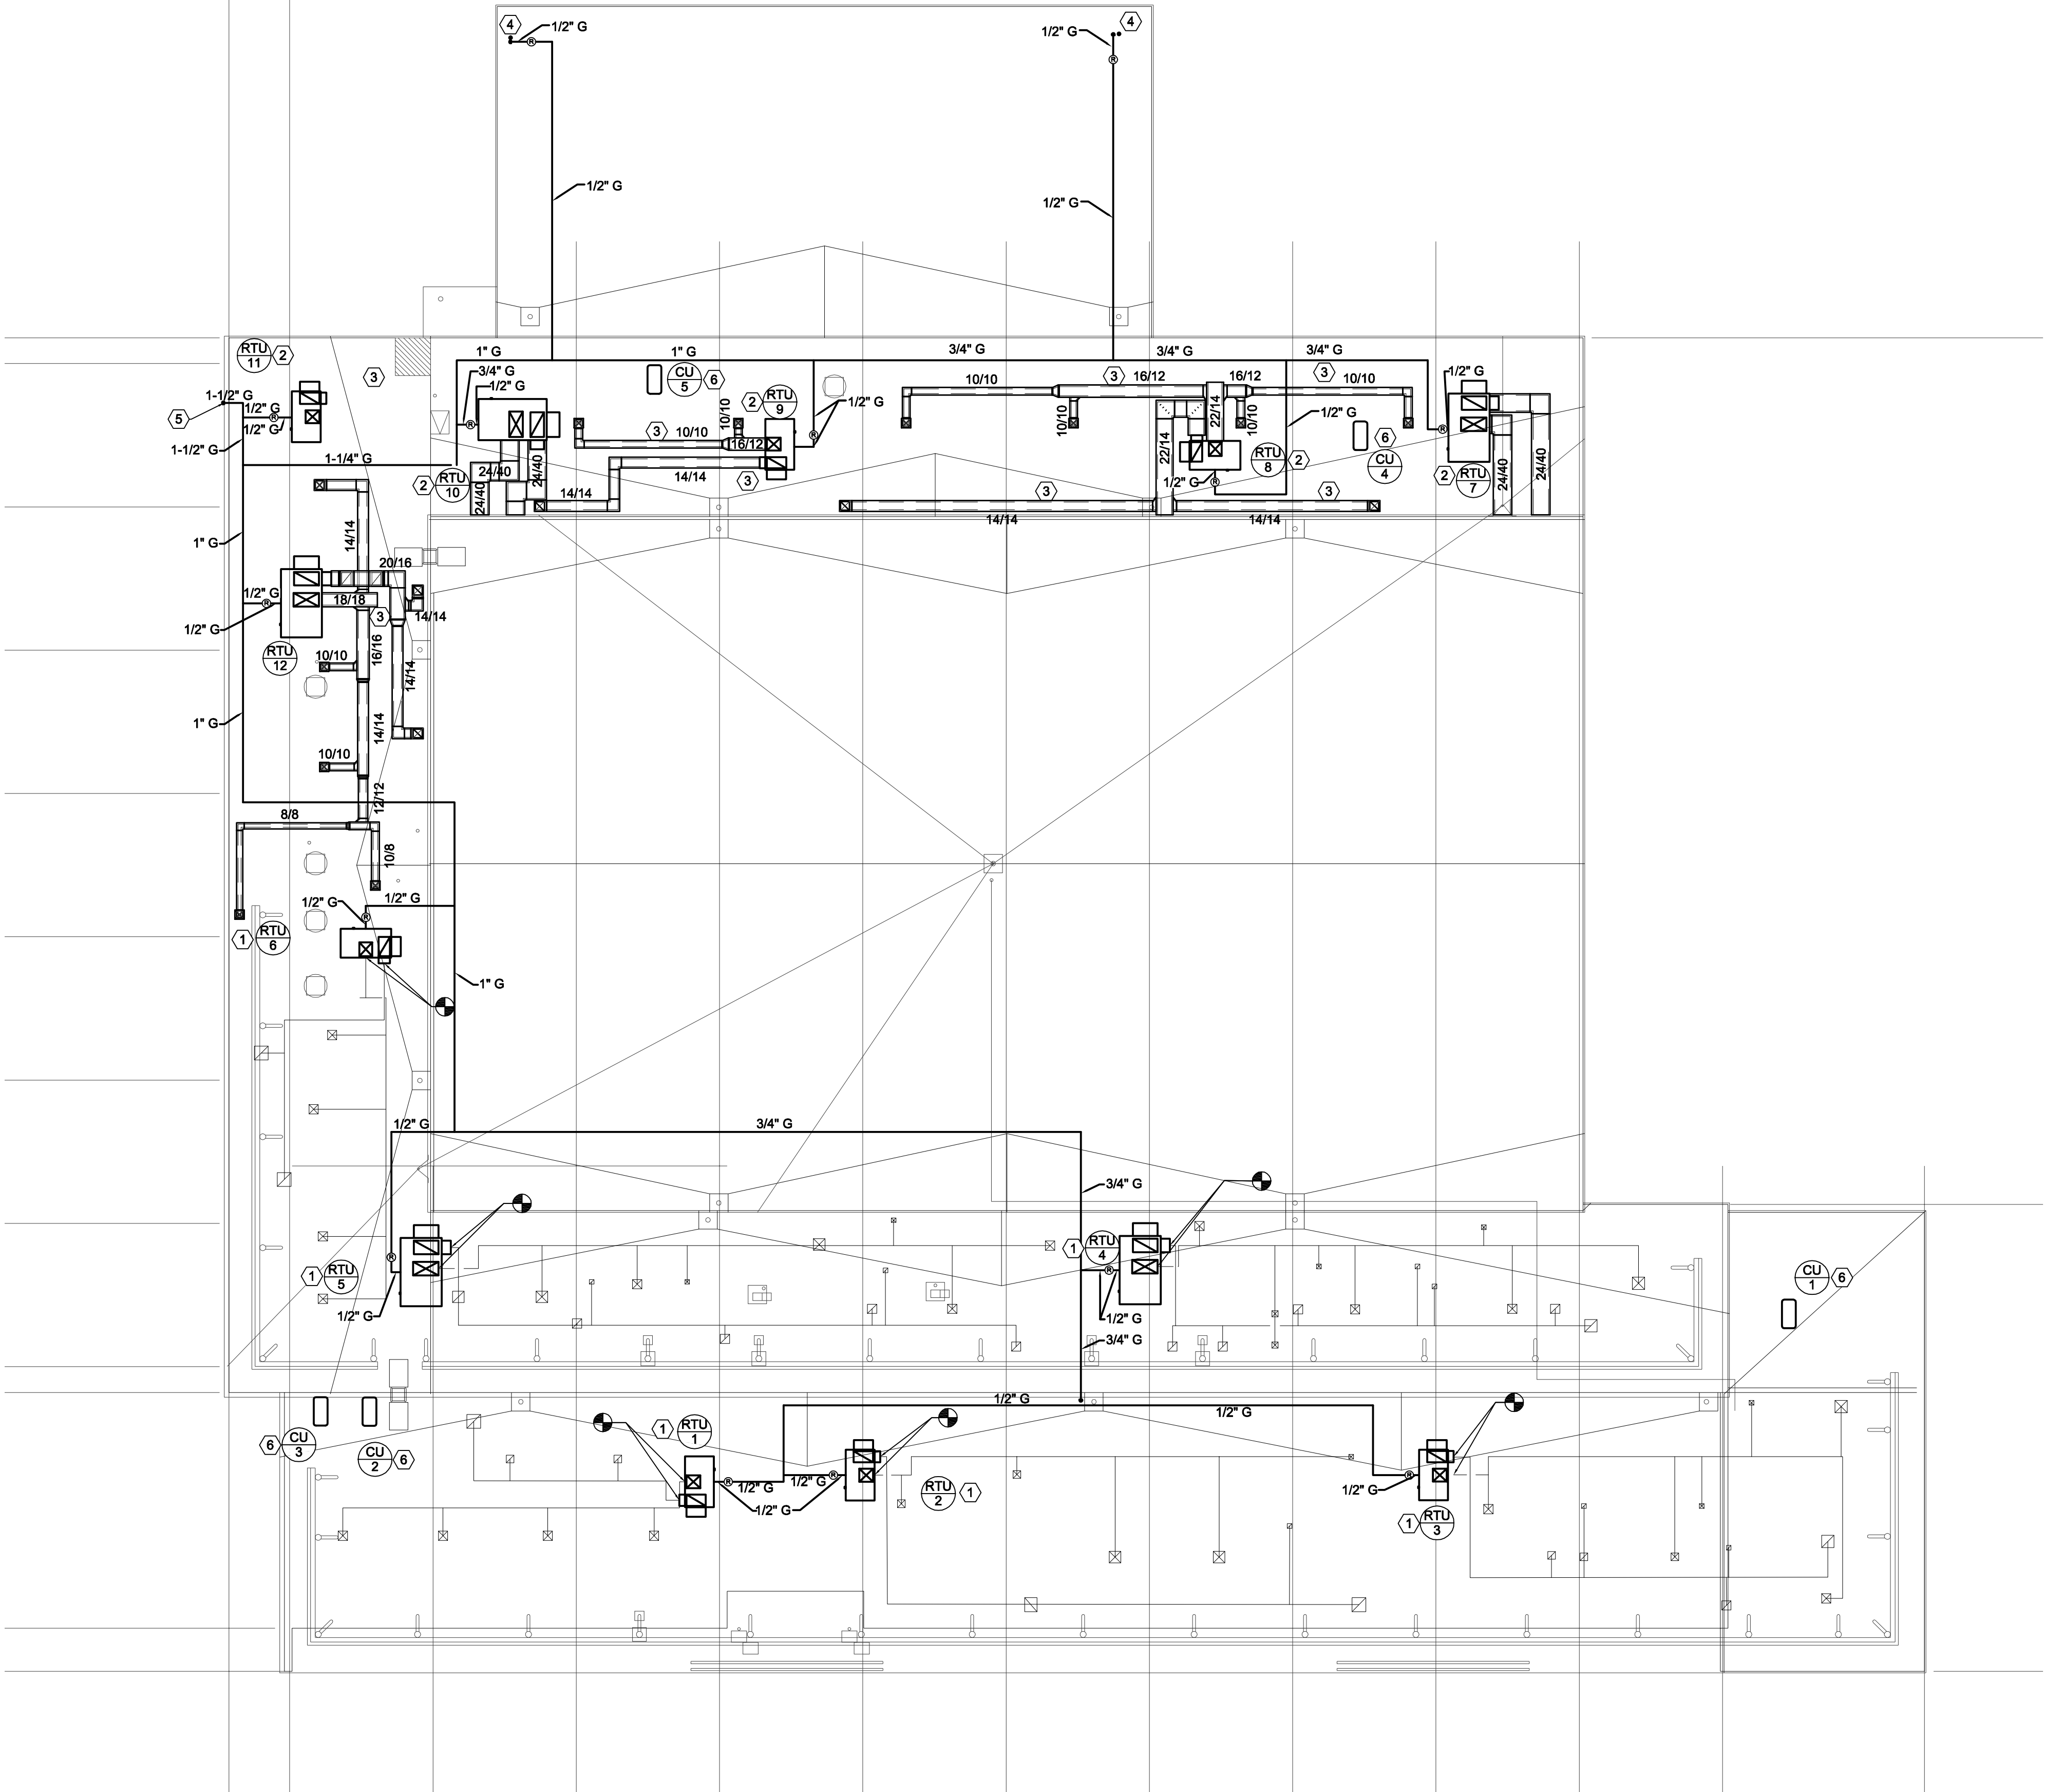 4
1/2" G
R
1/2" G
4
R
1/2" G
1/2" G
RTU
11
2
3
1" G
1" G
3/4" G
3/4" G
3/4" G
3/4" G
1/2" G
CU
5
6
2
RTU
9
1/2" G
10/10
3
16/12
16/12
3
10/10
1/2" G
1-1/2" G
5
1/2" G
R
1/2" G
1-1/2" G
R
3
10/10
10/10
16/12
R
10/10
22/14
10/10
1/2" G
6
CU
4
R
1-1/4" G
2
RTU
10
24/40
24/40
24/40
14/14
3
14/14
22/14
RTU
8
2
1/2" G
R
2
RTU
7
24/40
24/40
3
3
14/14
14/14
1" G
14/14
20/16
1/2" G
R
18/18
3
14/14
1/2" G
RTU
12
10/10
16/16
14/14
1" G
14/14
10/10
12/12
8/8
10/8
1/2" G
1/2" G
R
1
RTU
6
1" G
1/2" G
3/4" G
3/4" G
R
1
RTU
5
1/2" G
1
RTU
4
R
1/2" G
3/4" G
CU
1
6
1/2" G
1/2" G
6
CU
3
CU
2
6
1
RTU
1
R
1/2" G
1/2" G
R
1/2" G
RTU
2
1
R
1/2" G
1
RTU
3